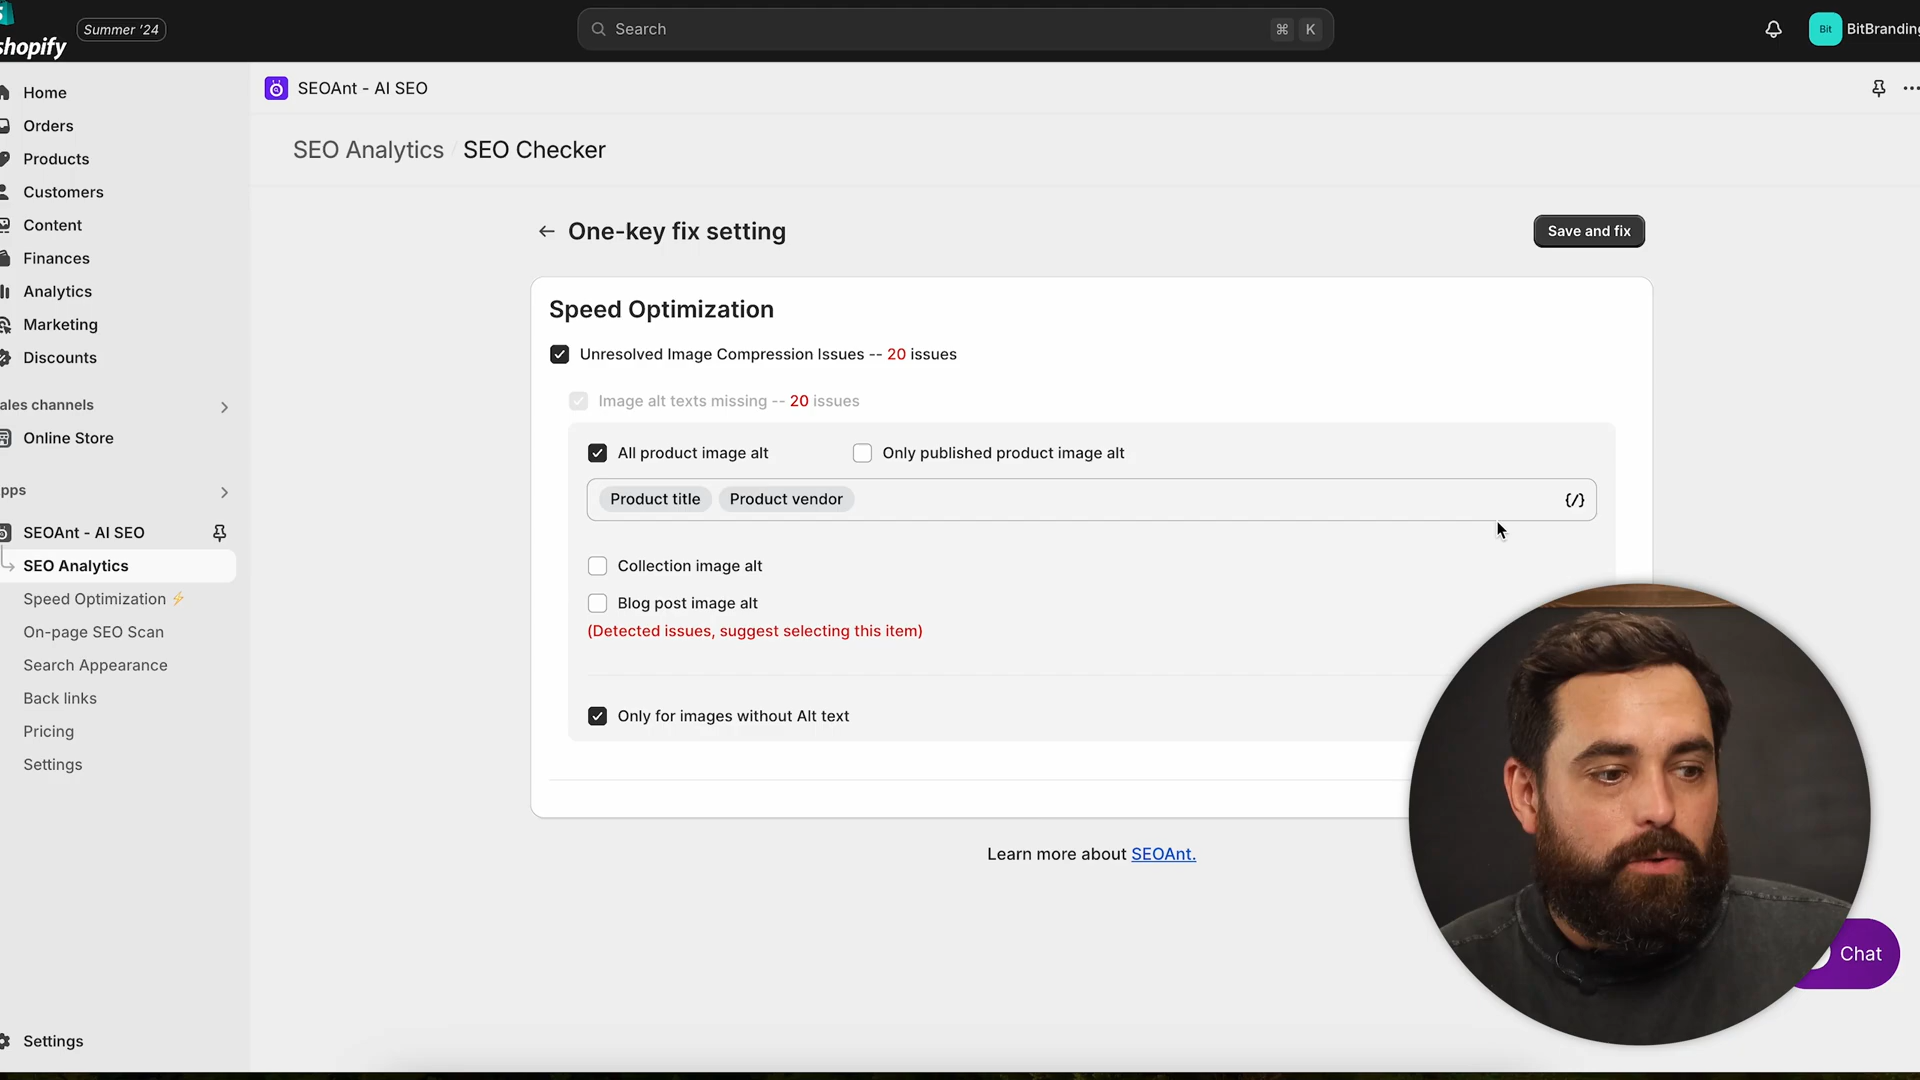 shopify
Summer '24
Search
⌘ K
Bit
BitBranding
Home
Orders
Products
Customers
Content
Finances
Analytics
Marketing
Discounts
ales channels
Online Store
pps
SEOAnt - AI SEO
SEO Analytics
Speed Optimization ⚡
On-page SEO Scan
Search Appearance
Back links
Pricing
Settings
Settings
SEOAnt - AI SEO
SEO Analytics / SEO Checker
One-key fix setting
Save and fix
Speed Optimization
Unresolved Image Compression Issues -- 20 issues
Image alt texts missing -- 20 issues
All product image alt
Only published product image alt
Product title Product vendor
{/}
Collection image alt
Blog post image alt
(Detected issues, suggest selecting this item)
Only for images without Alt text
Learn more about SEOAnt.
Chat